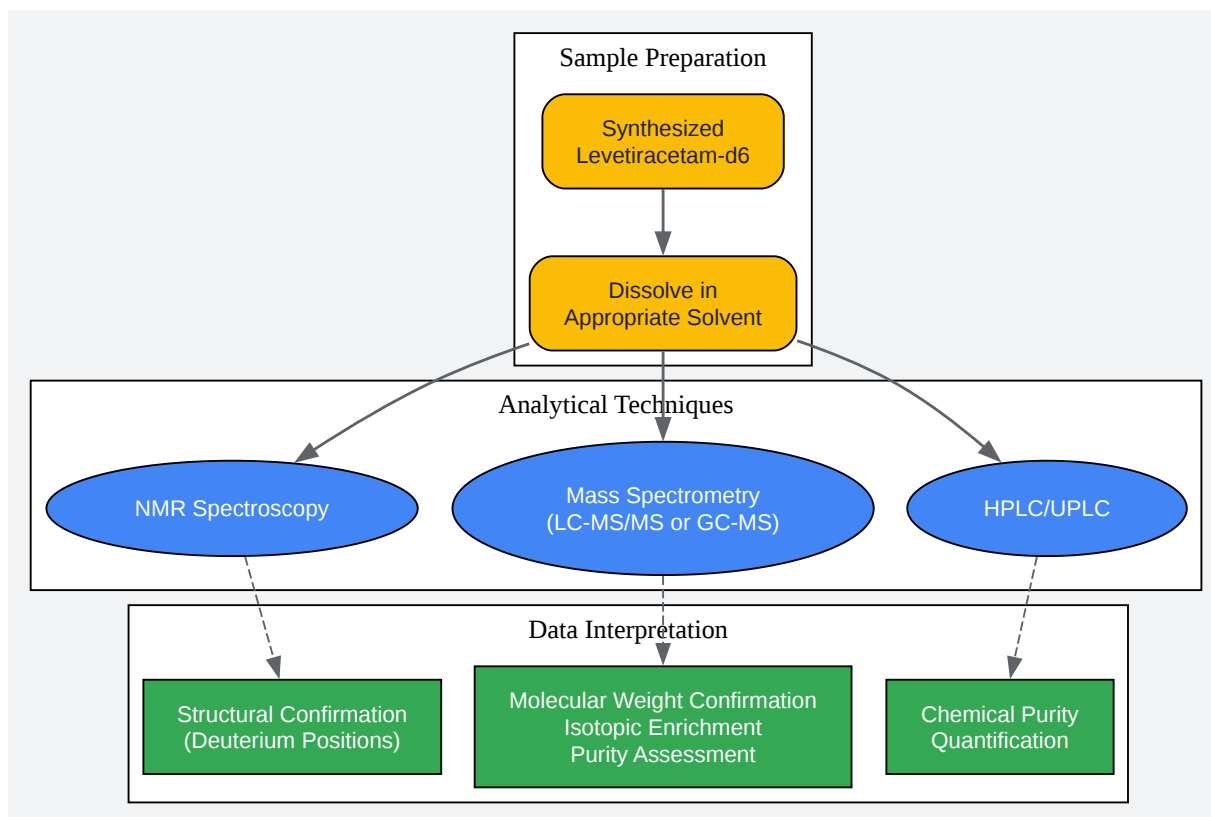 Sample Preparation
Synthesized
Levetiracetam-d6
Dissolve in
Appropriate Solvent
Analytical Techniques
NMR Spectroscopy
Mass Spectrometry
(LC-MS/MS or GC-MS)
HPLC/UPLC
Data Interpretation
Structural Confirmation
(Deuterium Positions)
Molecular Weight Confirmation
Isotopic Enrichment
Purity Assessment
Chemical Purity
Quantification